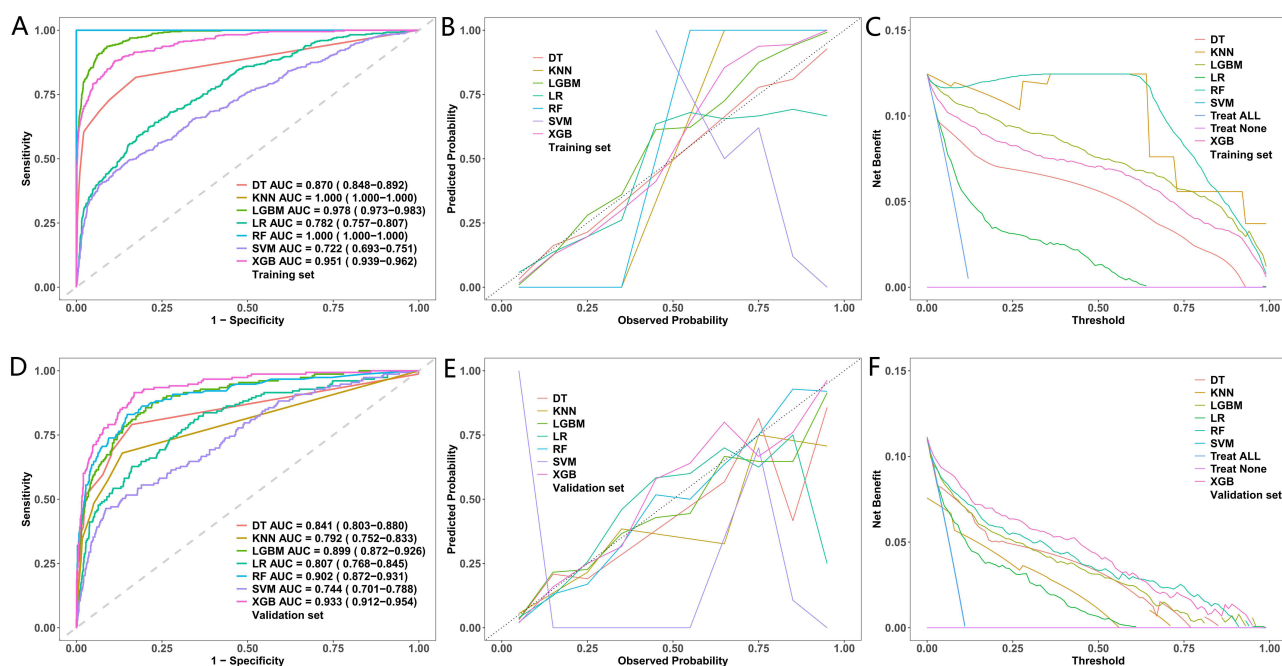 A
1.00
0.75
0.50
0.25
0.00
Sensitivity
DT AUC = 0.870 ( 0.848−0.892)
KNN AUC = 1.000 ( 1.000−1.000)
LGBM AUC = 0.978 ( 0.973−0.983)
LR AUC = 0.782 ( 0.757−0.807)
RF AUC = 1.000 ( 1.000−1.000)
SVM AUC = 0.722 ( 0.693−0.751)
XGB AUC = 0.951 ( 0.939−0.962)
Training set
0.00 0.25 0.50 0.75 1.00
1 − Specificity
B
1.00
0.75
0.50
0.25
0.00
Predicted Probability
DT
KNN
LGBM
LR
RF
SVM
XGB
Training set
0.00 0.25 0.50 0.75 1.00
Observed Probability
C
0.15
0.10
0.05
0.00
Net Benefit
DT
KNN
LGBM
LR
RF
SVM
Treat ALL
Treat None
XGB
Training set
0.00 0.25 0.50 0.75 1.00
Threshold
D
1.00
0.75
0.50
0.25
0.00
Sensitivity
DT AUC = 0.841 ( 0.803−0.880)
KNN AUC = 0.792 ( 0.752−0.833)
LGBM AUC = 0.899 ( 0.872−0.926)
LR AUC = 0.807 ( 0.768−0.845)
RF AUC = 0.902 ( 0.872−0.931)
SVM AUC = 0.744 ( 0.701−0.788)
XGB AUC = 0.933 ( 0.912−0.954)
Validation set
0.00 0.25 0.50 0.75 1.00
1 − Specificity
E
1.00
0.75
0.50
0.25
0.00
Predicted Probability
DT
KNN
LGBM
LR
RF
SVM
XGB
Validation set
0.00 0.25 0.50 0.75 1.00
Observed Probability
F
0.15
0.10
0.05
0.00
Net Benefit
DT
KNN
LGBM
LR
RF
SVM
Treat ALL
Treat None
XGB
Validation set
0.00 0.25 0.50 0.75 1.00
Threshold